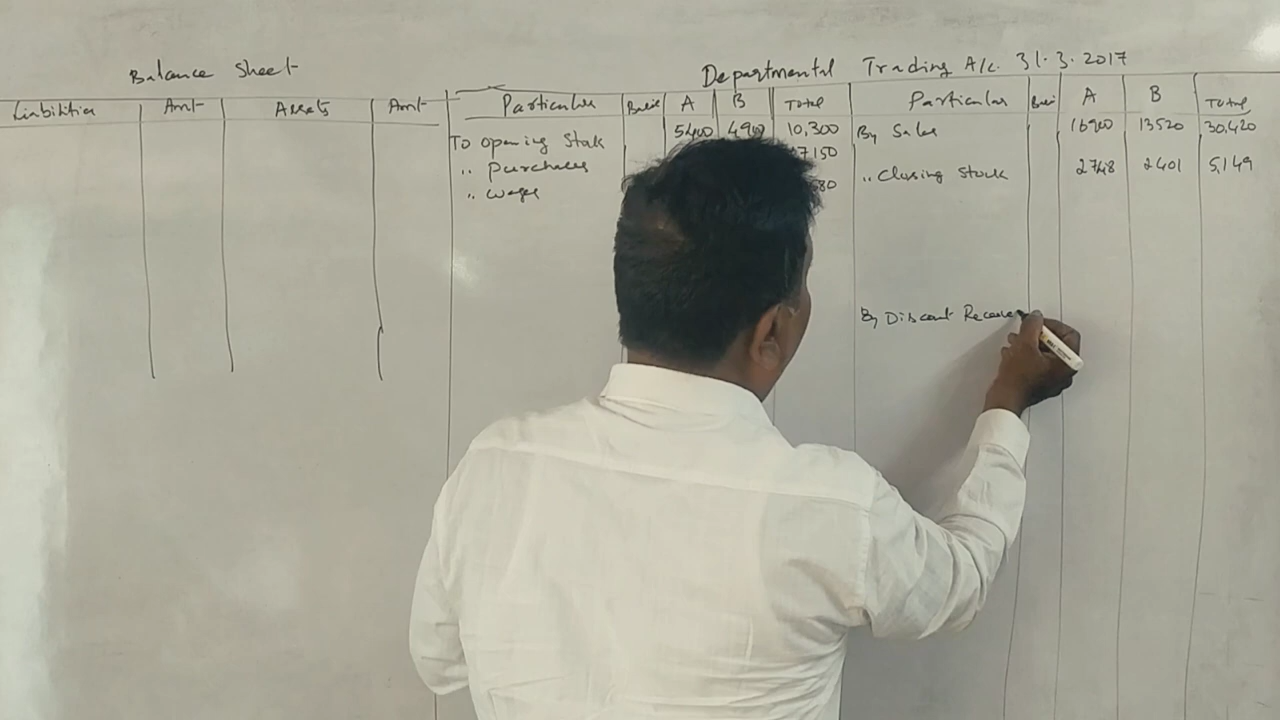 Balance Sheet
Liabilities Amt Assets Amt
Departmental Trading A/c. 31.3.2017
Particulars Basis A B Total Particulars Basis A B Total
To opening Stock 5400 4900 10,300 By Sales 16900 13520 30,420
,, purchases 7150 ,, Closing Stock 2748 2401 5,149
,, wages 80
By Discount Receive